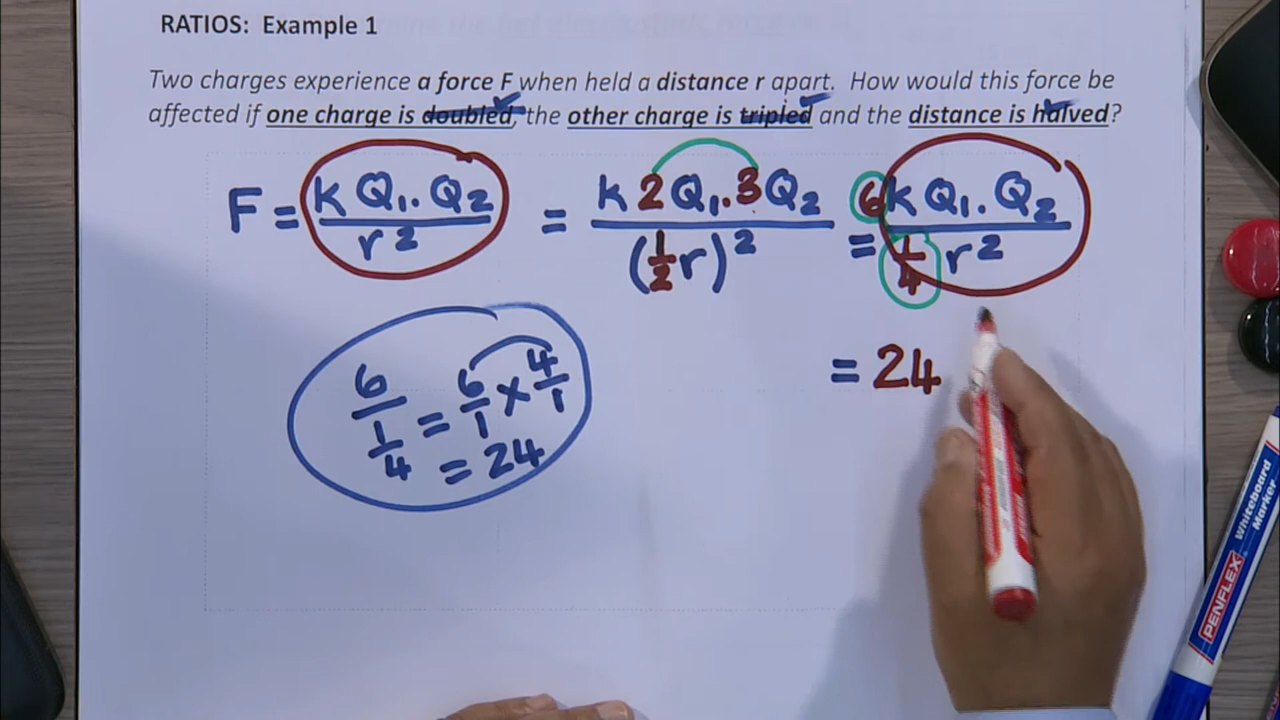 RATIOS: Example 1
Two charges experience a force F when held a distance r apart. How would this force be
affected if one charge is doubled, the other charge is tripled and the distance is halved?
F = kQ₁.Q₂/r² = k2Q₁.3Q₂/(½r)² = 6kQ₁.Q₂/¼r²
= 24
6/¼ = 6/1 × 4/1
= 24
Whiteboard Marker
PENFLEX